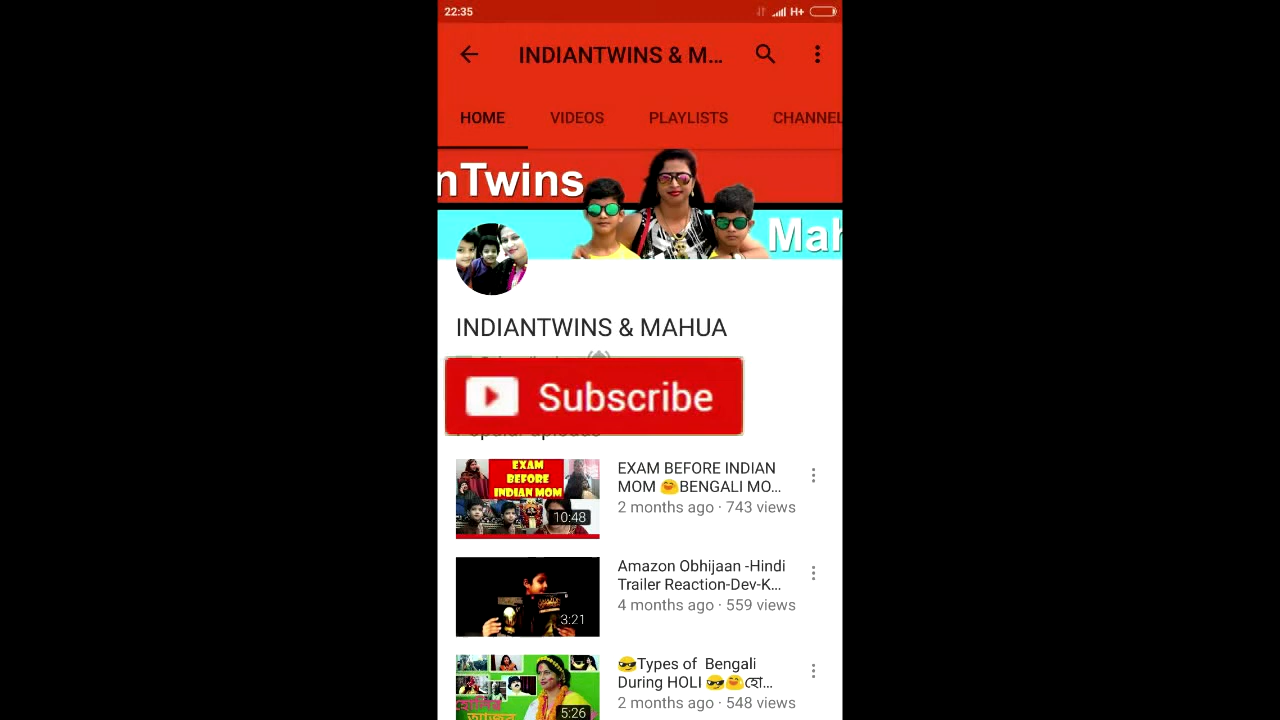 22:35
H+
INDIANTWINS & M...
HOME
VIDEOS
PLAYLISTS
CHANNEL
nTwins
Mah
INDIANTWINS & MAHUA
Subscribe
Popular uploads
EXAM
BEFORE
INDIAN MOM
10:48
EXAM BEFORE INDIAN
MOM 😄BENGALI MO...
2 months ago · 743 views
3:21
Amazon Obhijaan -Hindi
Trailer Reaction-Dev-K...
4 months ago · 559 views
5:26
😎Types of Bengali
During HOLI 😎😄হো...
2 months ago · 548 views